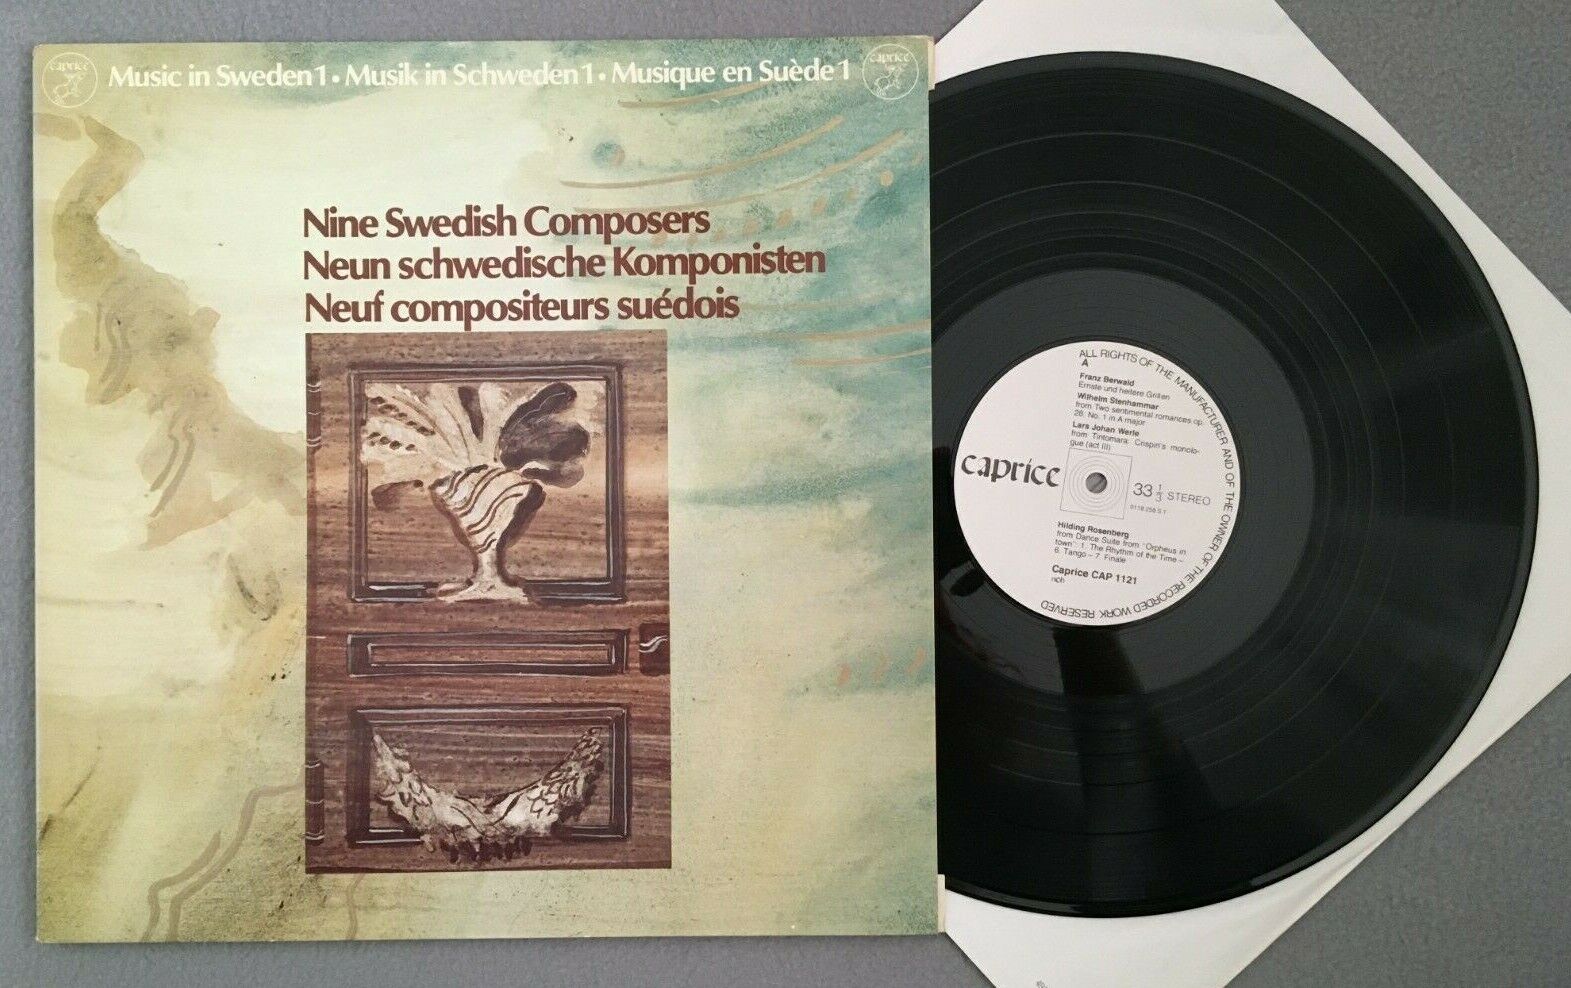 caprice
Music in Sweden 1 • Musik in Schweden 1 • Musique en Suède 1
caprice
Nine Swedish Composers
Neun schwedische Komponisten
Neuf compositeurs suédois
ALL RIGHTS OF THE MANUFACTURER AND OF THE OWNER OF THE RECORDED WORK RESERVED
A
Franz Berwald
Ernste und heitere Grillen
Wilhelm Stenhammar
from Two sentimental romances op.
28. No. 1 in A major
Lars Johan Werle
from Tintomara: Crispin's monolo-
gue (act III)
caprice
33 1/3 STEREO
Hilding Rosenberg
from Dance Suite from "Orpheus in
town" 1. The Rhythm of the Time –
6. Tango – 7. Finale
Caprice CAP 1121
ncb